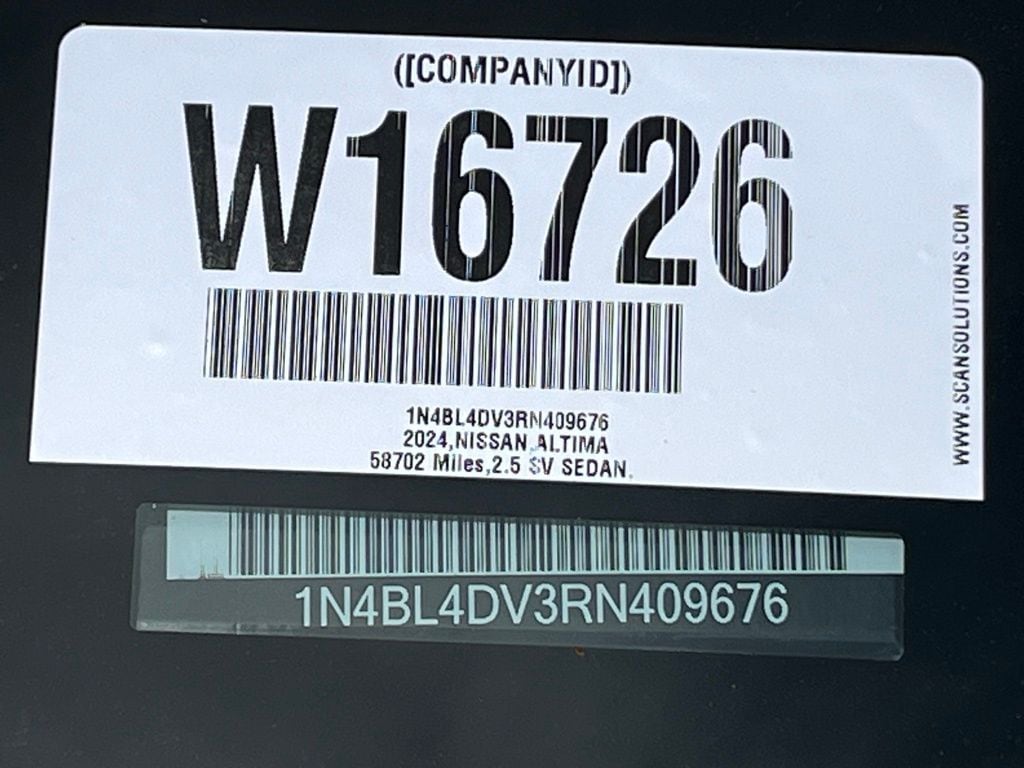 ([COMPANYID])
W16726
1N4BL4DV3RN409676
2024,NISSAN,ALTIMA
58702 Miles,2.5 SV SEDAN,
WWW.SCANSOLUTIONS.COM
1N4BL4DV3RN409676